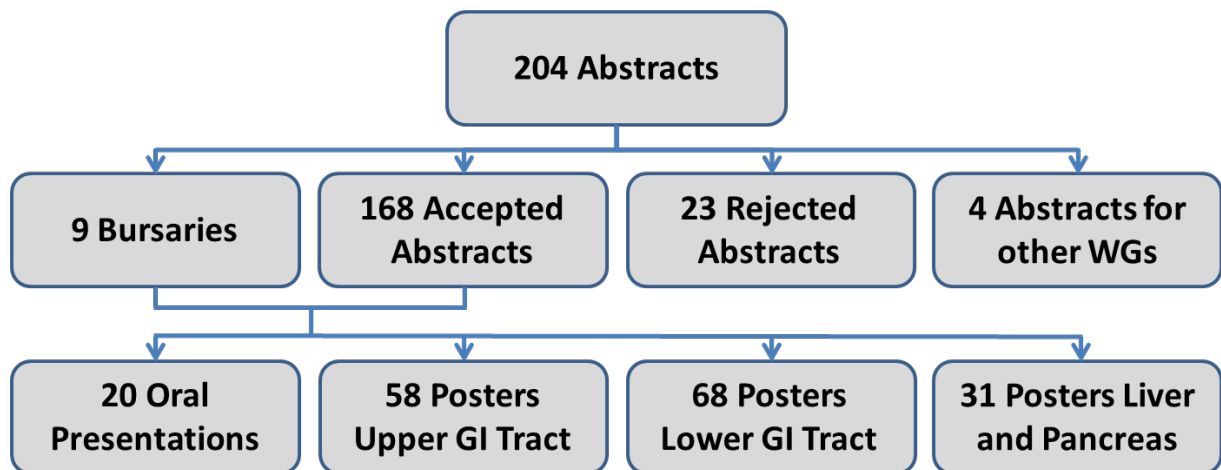 204 Abstracts
9 Bursaries
168 Accepted
Abstracts
23 Rejected
Abstracts
4 Abstracts for
other WGs
20 Oral
Presentations
58 Posters
Upper GI Tract
68 Posters
Lower GI Tract
31 Posters Liver
and Pancreas